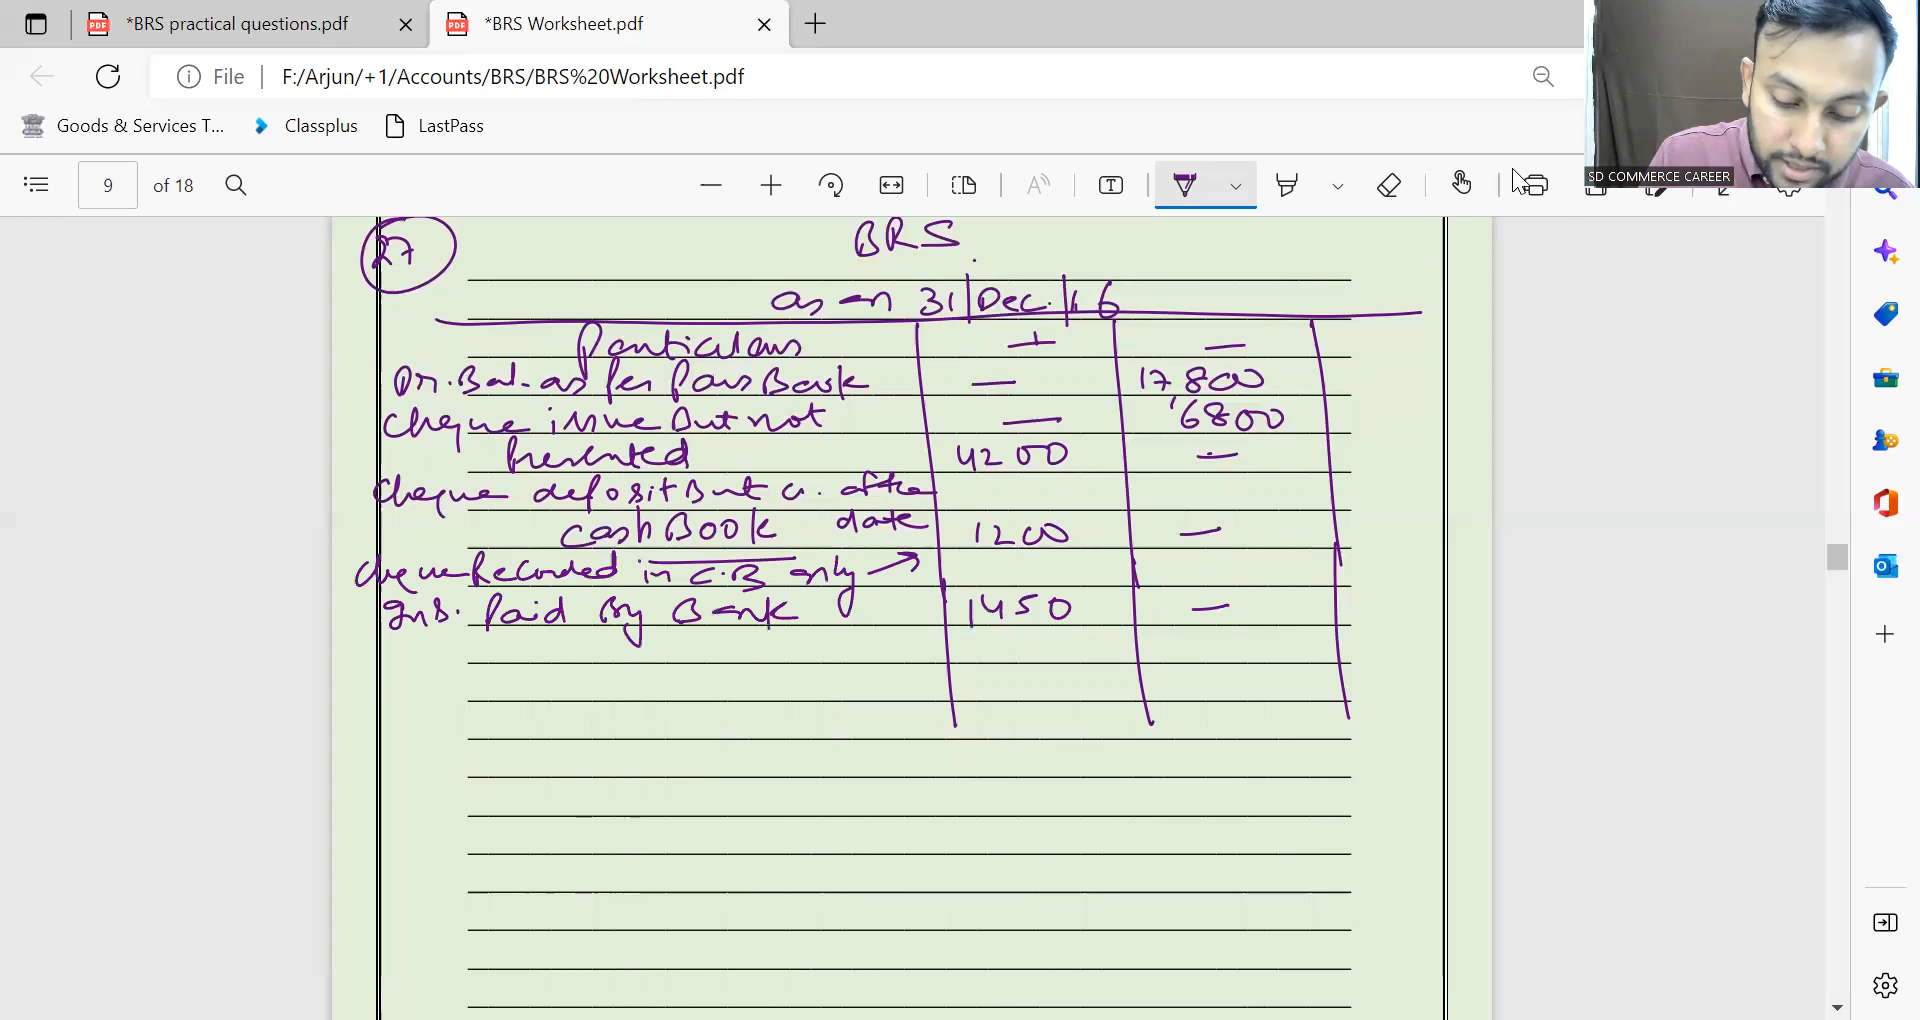 *BRS practical questions.pdf
*BRS Worksheet.pdf
File F:/Arjun/+1/Accounts/BRS/BRS%20Worksheet.pdf
Goods & Services T... Classplus LastPass
SD COMMERCE CAREER
9 of 18
27 BRS
as on 31/Dec./16
Particulars + —
Dr. Bal. as Per Pass Book — 17800
Cheque issue But not — 6800
Presented 4200 —
Cheque deposit But cr. after
Cash Book date 1200 —
Cheque Recorded in C.B only →
Ins. Paid By Bank 1450 —